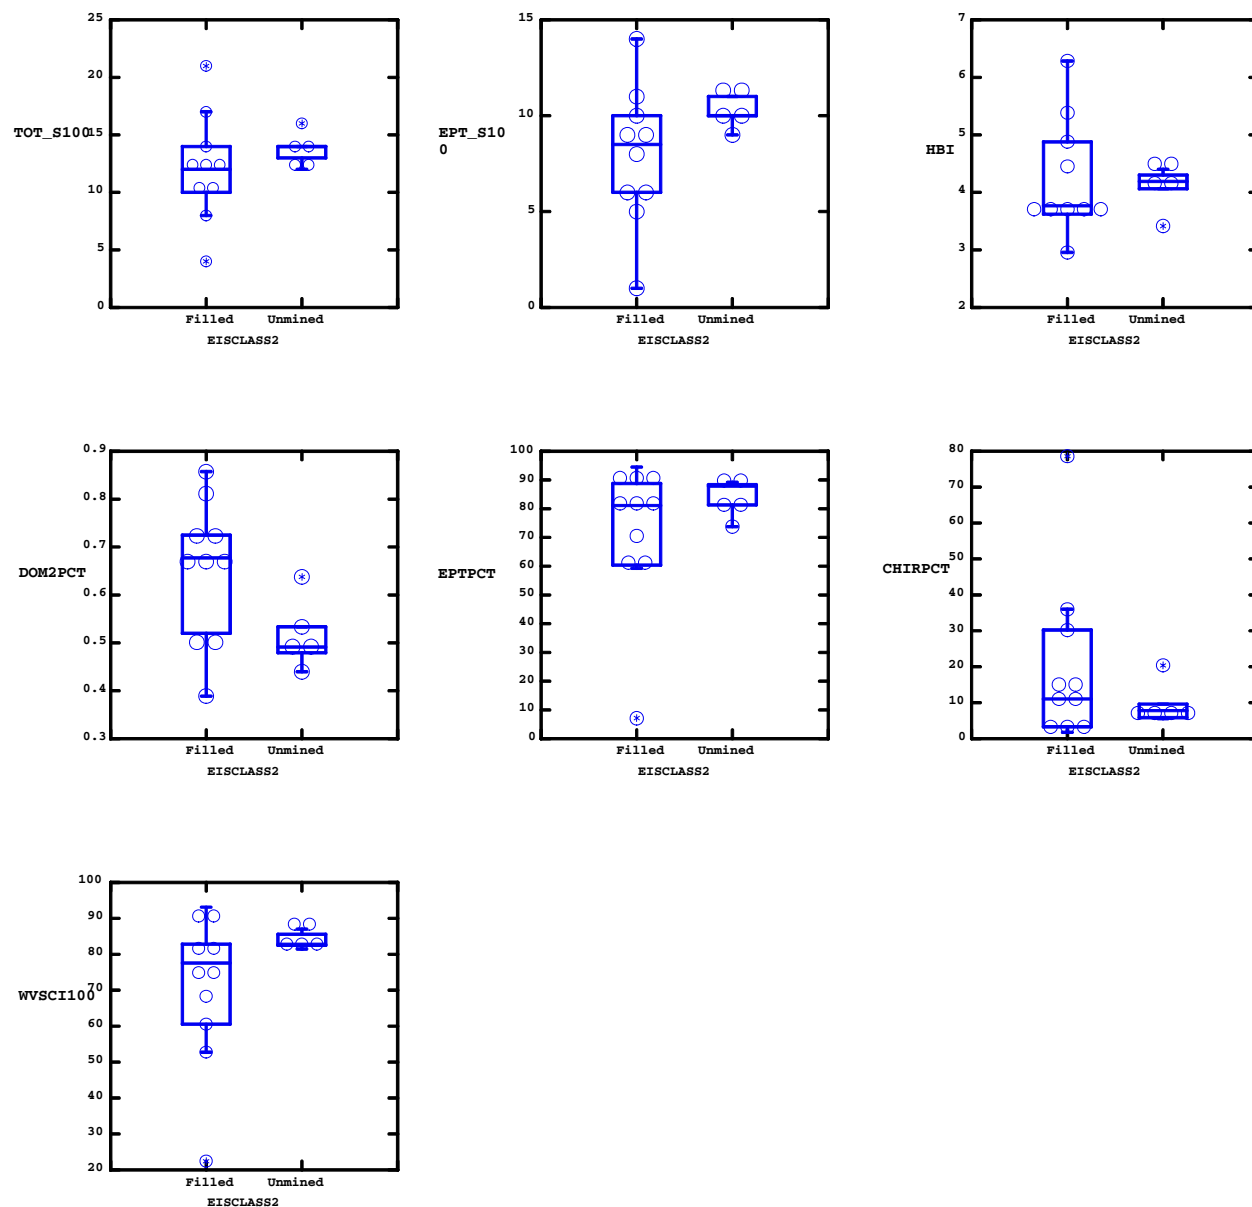 TOT_S100
25
20
15
10
5
0
Filled Unmined
EISCLASS2
EPT_S10
0
15
10
5
0
Filled Unmined
EISCLASS2
HBI
7
6
5
4
3
2
Filled Unmined
EISCLASS2
DOM2PCT
0.9
0.8
0.7
0.6
0.5
0.4
0.3
Filled Unmined
EISCLASS2
EPTPCT
100
90
80
70
60
50
40
30
20
10
0
Filled Unmined
EISCLASS2
CHIRPCT
80
70
60
50
40
30
20
10
0
Filled Unmined
EISCLASS2
WVSCI100
100
90
80
70
60
50
40
30
20
Filled Unmined
EISCLASS2